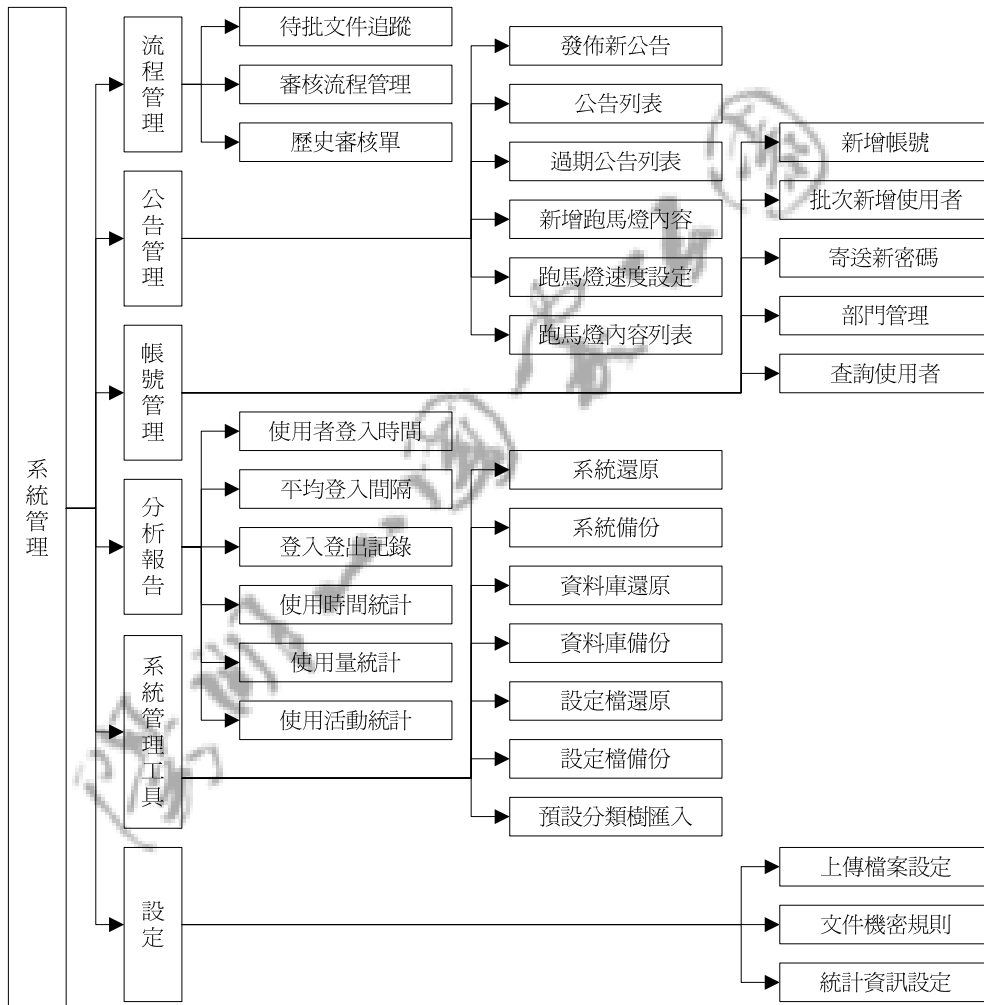 系統管理
流程管理
待批文件追蹤
審核流程管理
歷史審核單
公告管理
發佈新公告
公告列表
過期公告列表
新增跑馬燈內容
跑馬燈速度設定
跑馬燈內容列表
帳號管理
新增帳號
批次新增使用者
寄送新密碼
部門管理
查詢使用者
分析報告
使用者登入時間
平均登入間隔
登入登出記錄
使用時間統計
使用量統計
使用活動統計
系統管理工具
系統還原
系統備份
資料庫還原
資料庫備份
設定檔還原
設定檔備份
預設分類樹匯入
設定
上傳檔案設定
文件機密規則
統計資訊設定